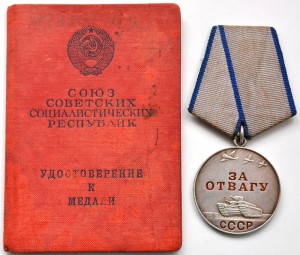 СОЮЗ
СОВЕТСКИХ
СОЦИАЛИСТИЧЕСКИХ
РЕСПУБЛИК
УДОСТОВЕРЕНИЕ
К
МЕДАЛИ
ЗА
ОТВАГУ
СССР